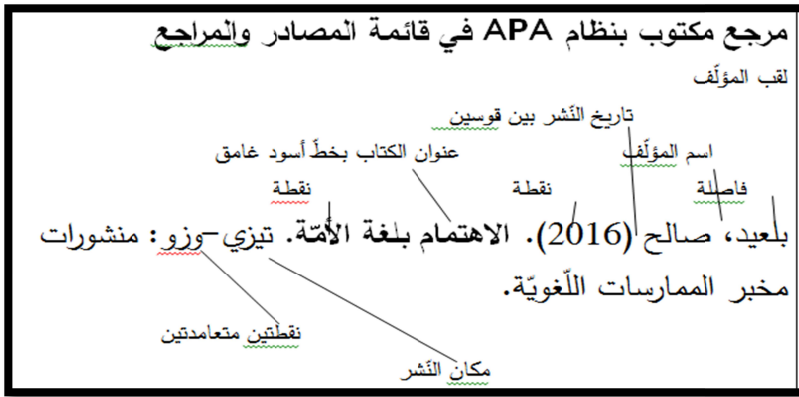 مرجع مكتوب بنظام APA في قائمة المصادر والمراجع
لقب المؤلّف
تاريخ النّشر بين قوسين
اسم المؤلّف
عنوان الكتاب بخطّ أسود غامق
فاصلة
نقطة
نقطة
بلعيد، صالح (2016). الاهتمام بلغة الأمّة. تيزي-وزو: منشورات
مخبر الممارسات اللّغويّة.
نقطتين متعامدتين
مكان النّشر